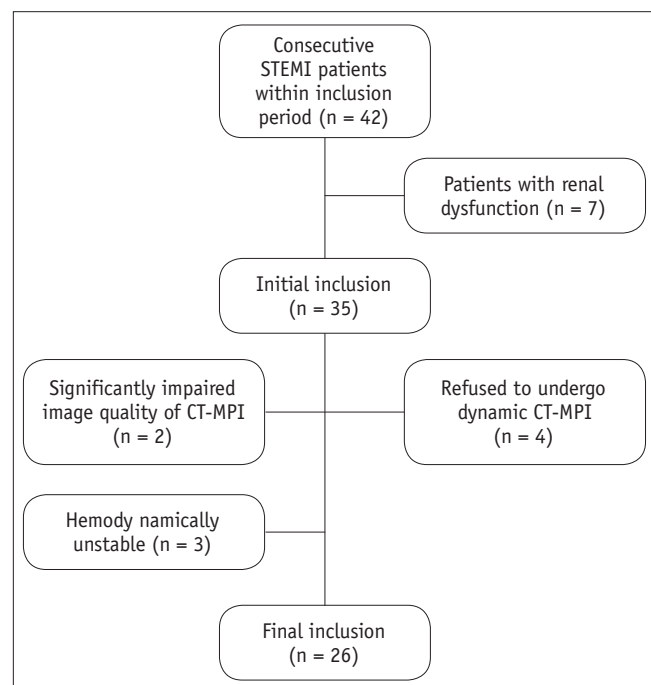 Consecutive
STEMI patients
within inclusion
period (n = 42)
Patients with renal
dysfunction (n = 7)
Initial inclusion
(n = 35)
Significantly impaired
image quality of CT-MPI
(n = 2)
Refused to undergo
dynamic CT-MPI
(n = 4)
Hemody namically
unstable (n = 3)
Final inclusion
(n = 26)